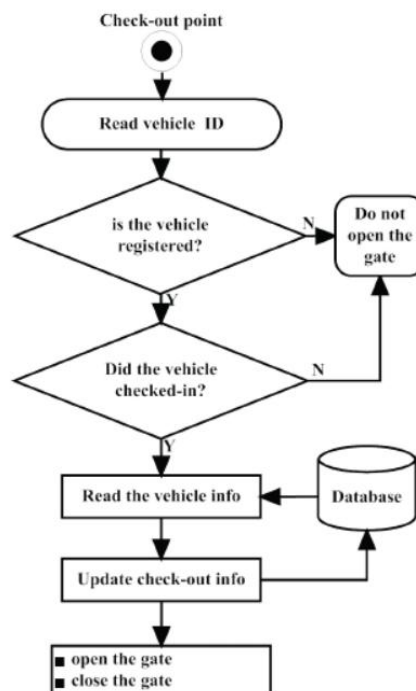 Check-out point
Read vehicle ID
is the vehicle
registered?
N
Do not
open the
gate
Y
Did the vehicle
checked-in?
N
Y
Read the vehicle info
Database
Update check-out info
open the gate
close the gate